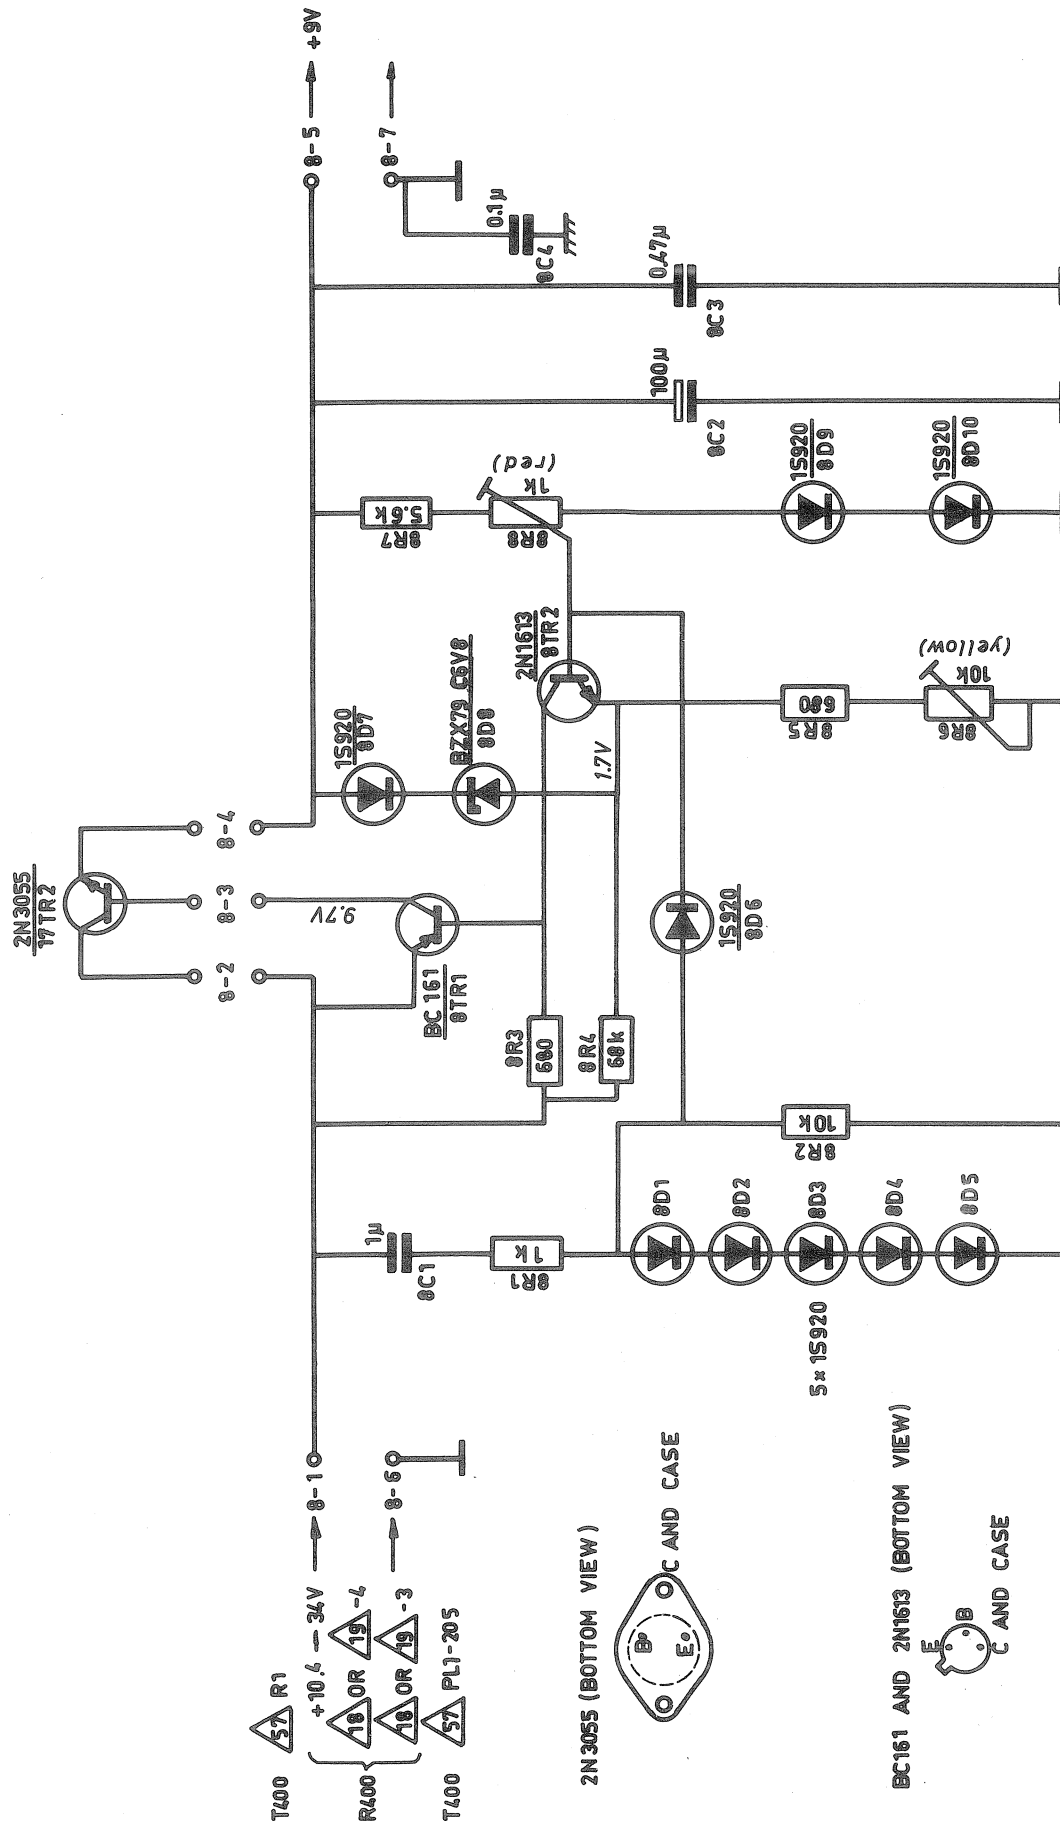 T400 57 R1
+10.4 — 34V
R400
18 OR 19 -4
18 OR 19 -3
T400 57 PL1-205
8-1
8-6
2N3055
17TR2
8-2
8-3
8-4
9.7V
BC 161
8TR1
8R3
680
8R4
68k
1µ
8C1
1k
8R1
8D1
8D2
8D3
8D4
8D5
5x1S920
10k
8R2
1S920
8D6
1S920
8D7
BZX79 C6V8
8D8
1.7V
2N1613
8TR2
680
8R5
(yellow)
10k
8R6
5.6k
8R7
(red)
1k
8R8
1S920
8D9
1S920
8D10
100µ
8C2
0.47µ
8C3
0.1µ
8C4
8-5
+9V
8-7
2N3055 (BOTTOM VIEW)
B
E
C AND CASE
BC161 AND 2N1613 (BOTTOM VIEW)
E
B
C AND CASE